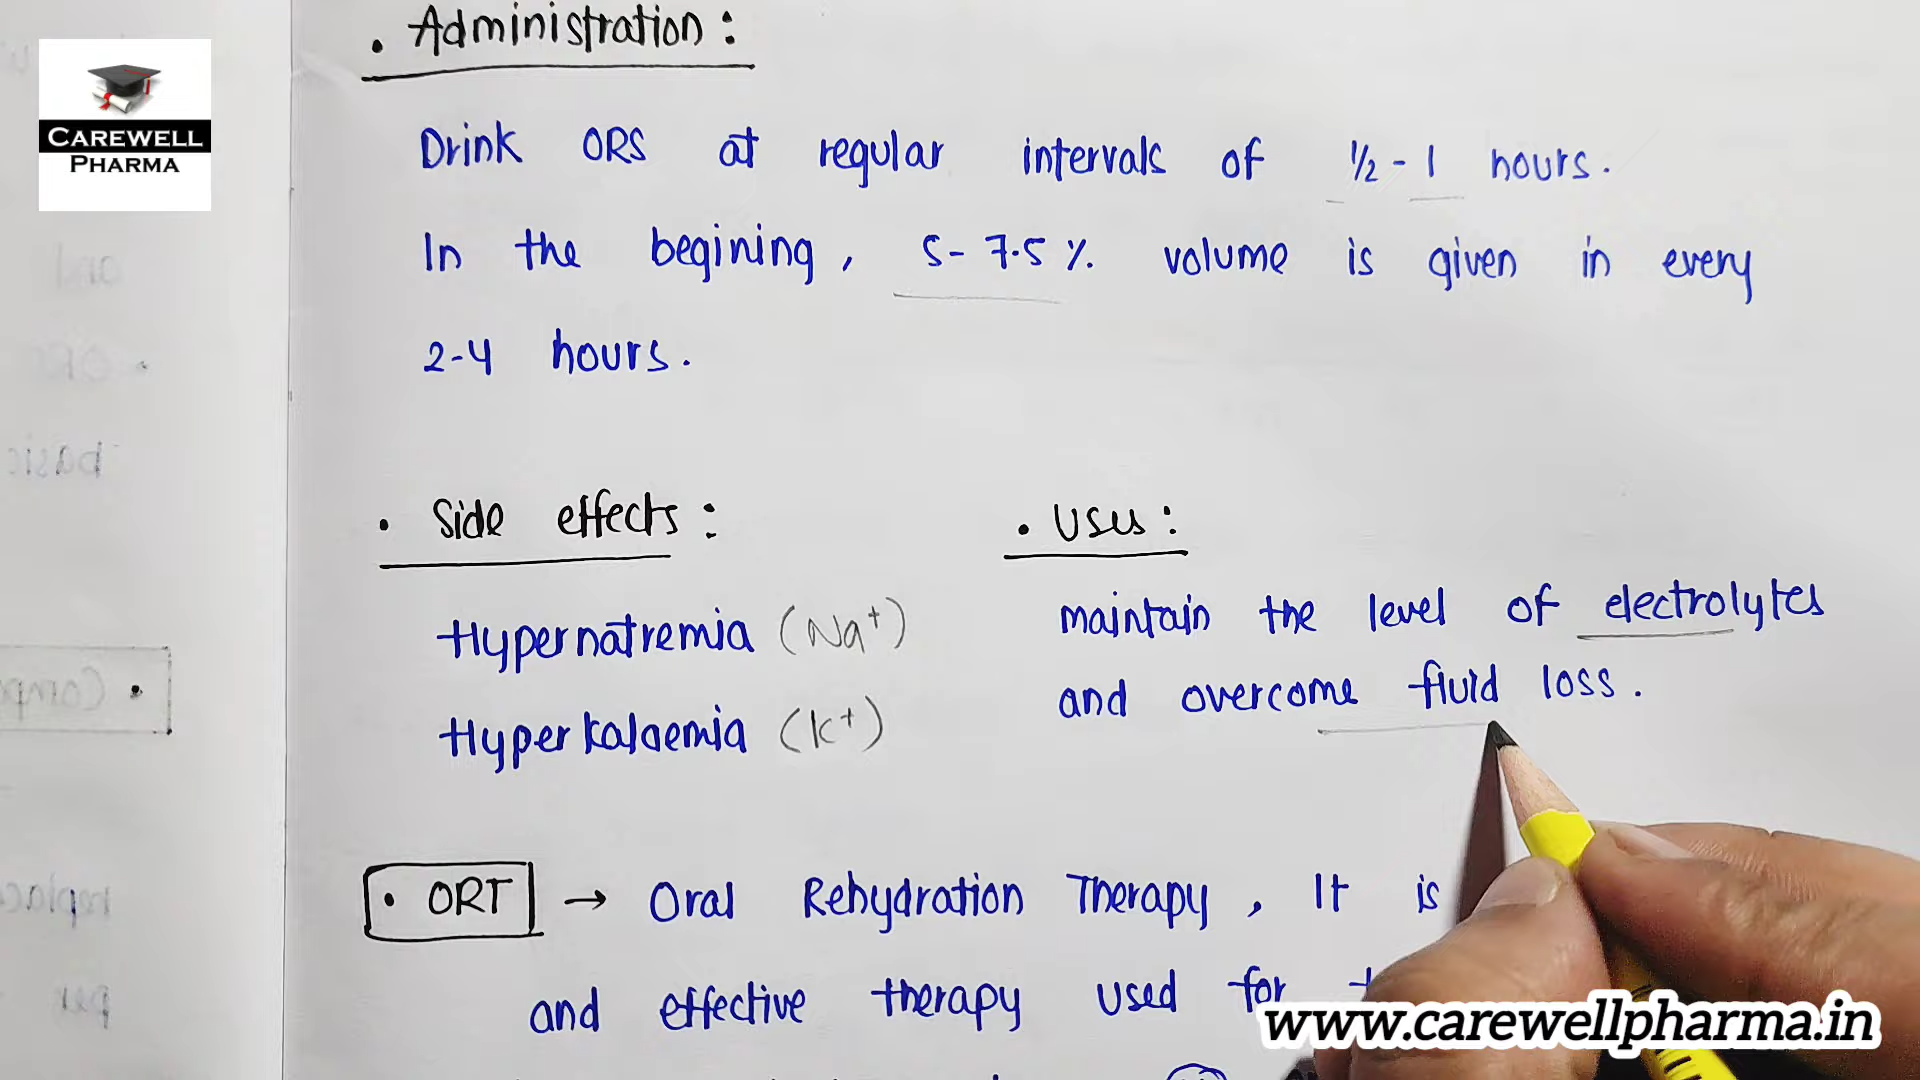 • Administration:
CAREWELL
PHARMA
Drink ORS at regular intervals of 1/2 - 1 hours.
In the begining, 5 - 7.5 % volume is given in every
2-4 hours.
• Side effects:
Hypernatremia (Na+)
Hyperkalaemia (K+)
• Uses:
maintain the level of electrolytes
and overcome fluid loss.
• ORT → Oral Rehydration Therapy, It is
and effective therapy used for
www.carewellpharma.in